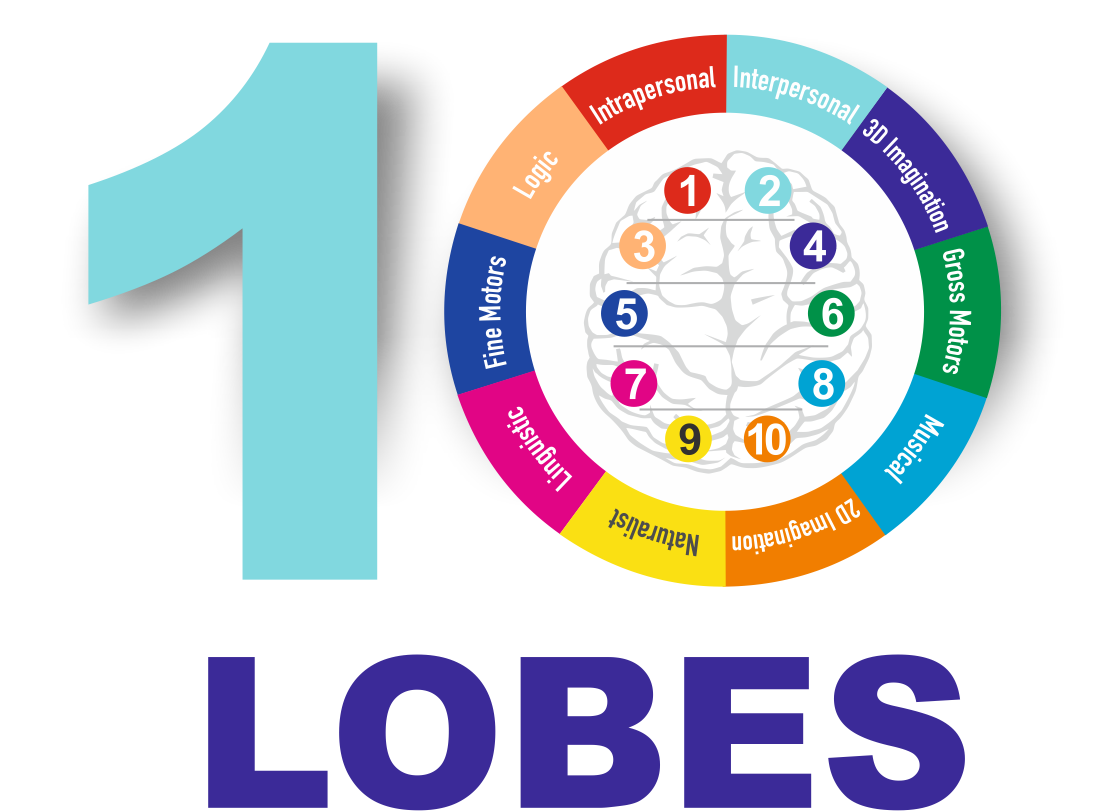 10
Intrapersonal
Interpersonal
3D Imagination
Gross Motors
Musical
2D Imagination
Naturalist
Linguistic
Fine Motors
Logic
1 2
3 4
5 6
7 8
9 10
LOBES